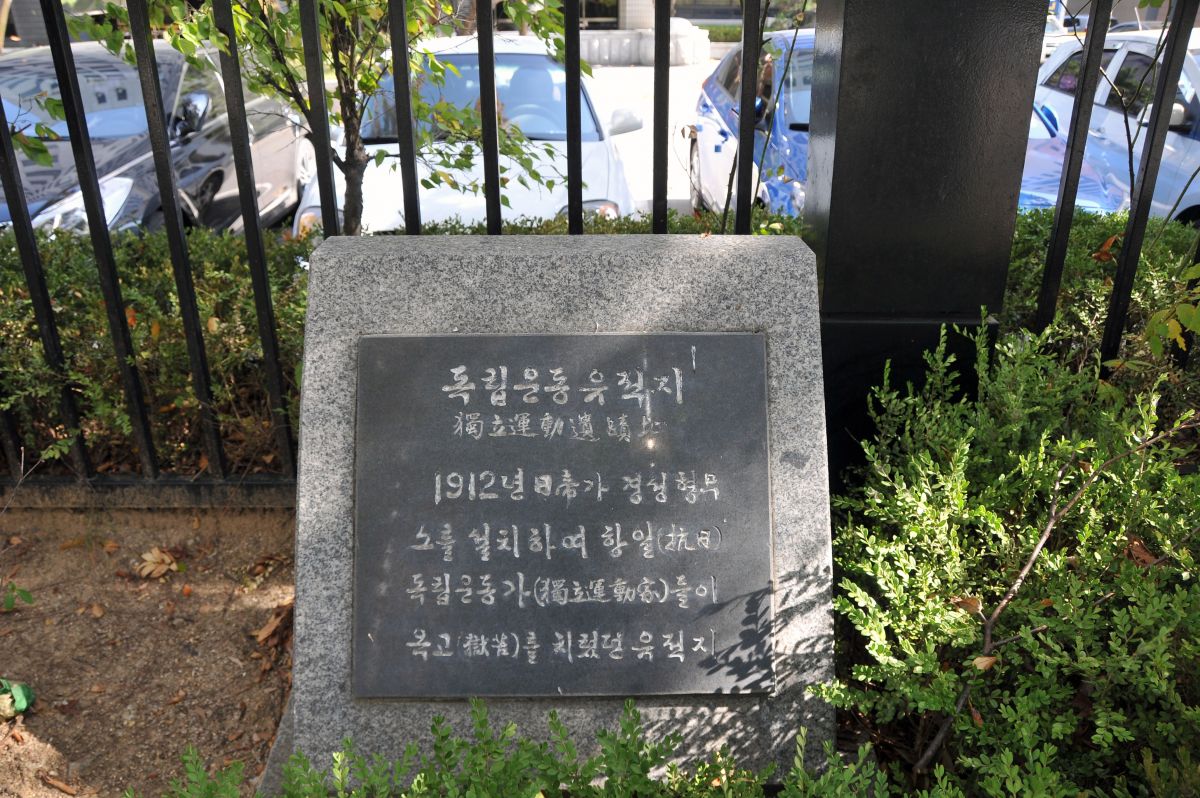 독립운동유적지
獨立運動遺蹟地
1912년 日帝가 경성형무
소를 설치하여 항일(抗日)
독립운동가(獨立運動家)들이
옥고(獄苦)를 치렀던 유적지